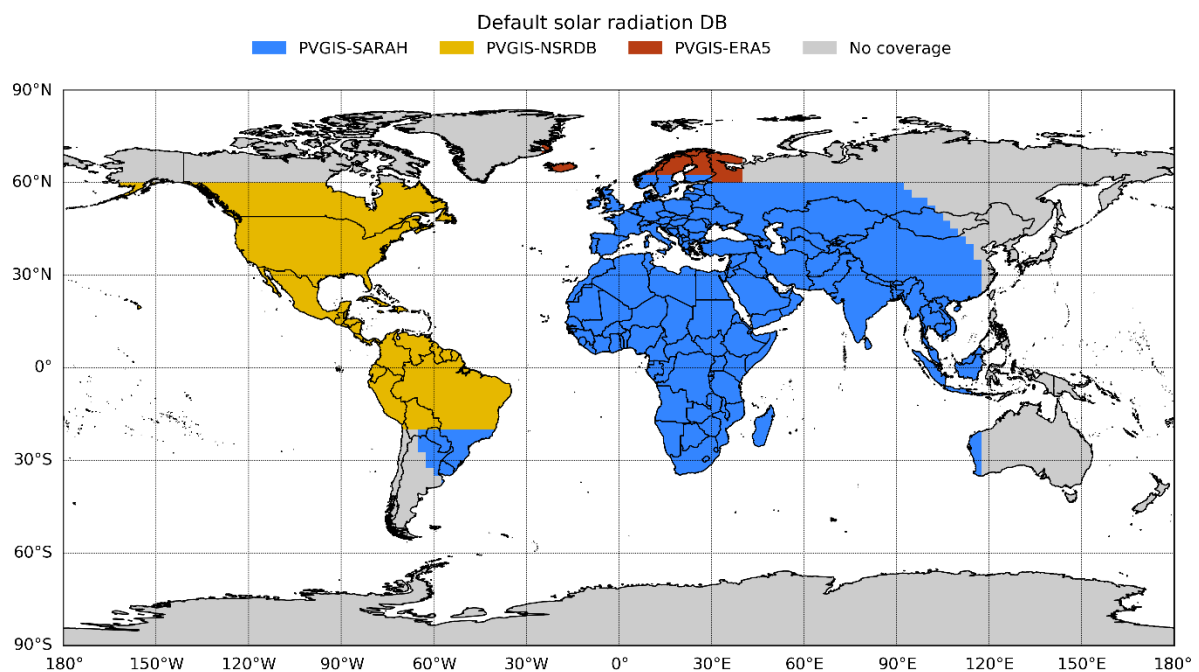 Default solar radiation DB
PVGIS-SARAH PVGIS-NSRDB PVGIS-ERA5 No coverage
90°N
60°N
30°N
0°
30°S
60°S
90°S
180° 150°W 120°W 90°W 60°W 30°W 0° 30°E 60°E 90°E 120°E 150°E 180°